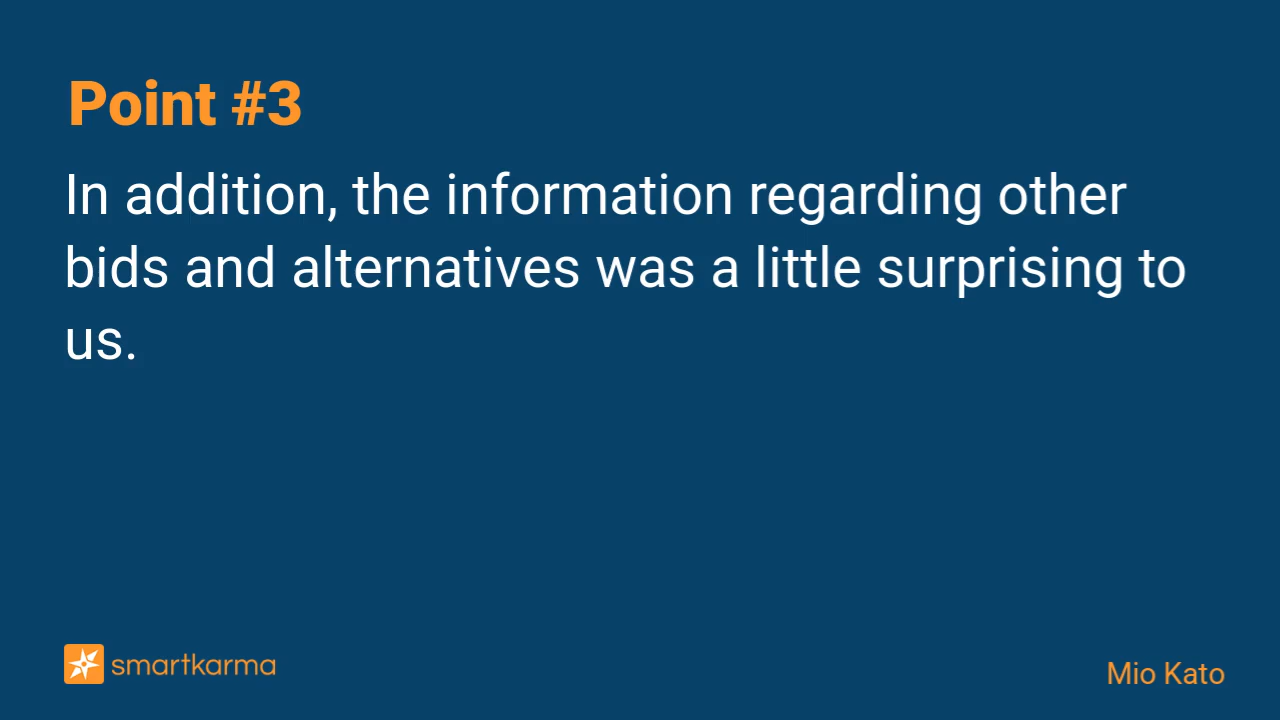 Point #3
In addition, the information regarding other
bids and alternatives was a little surprising to
us.
smartkarma
Mio Kato